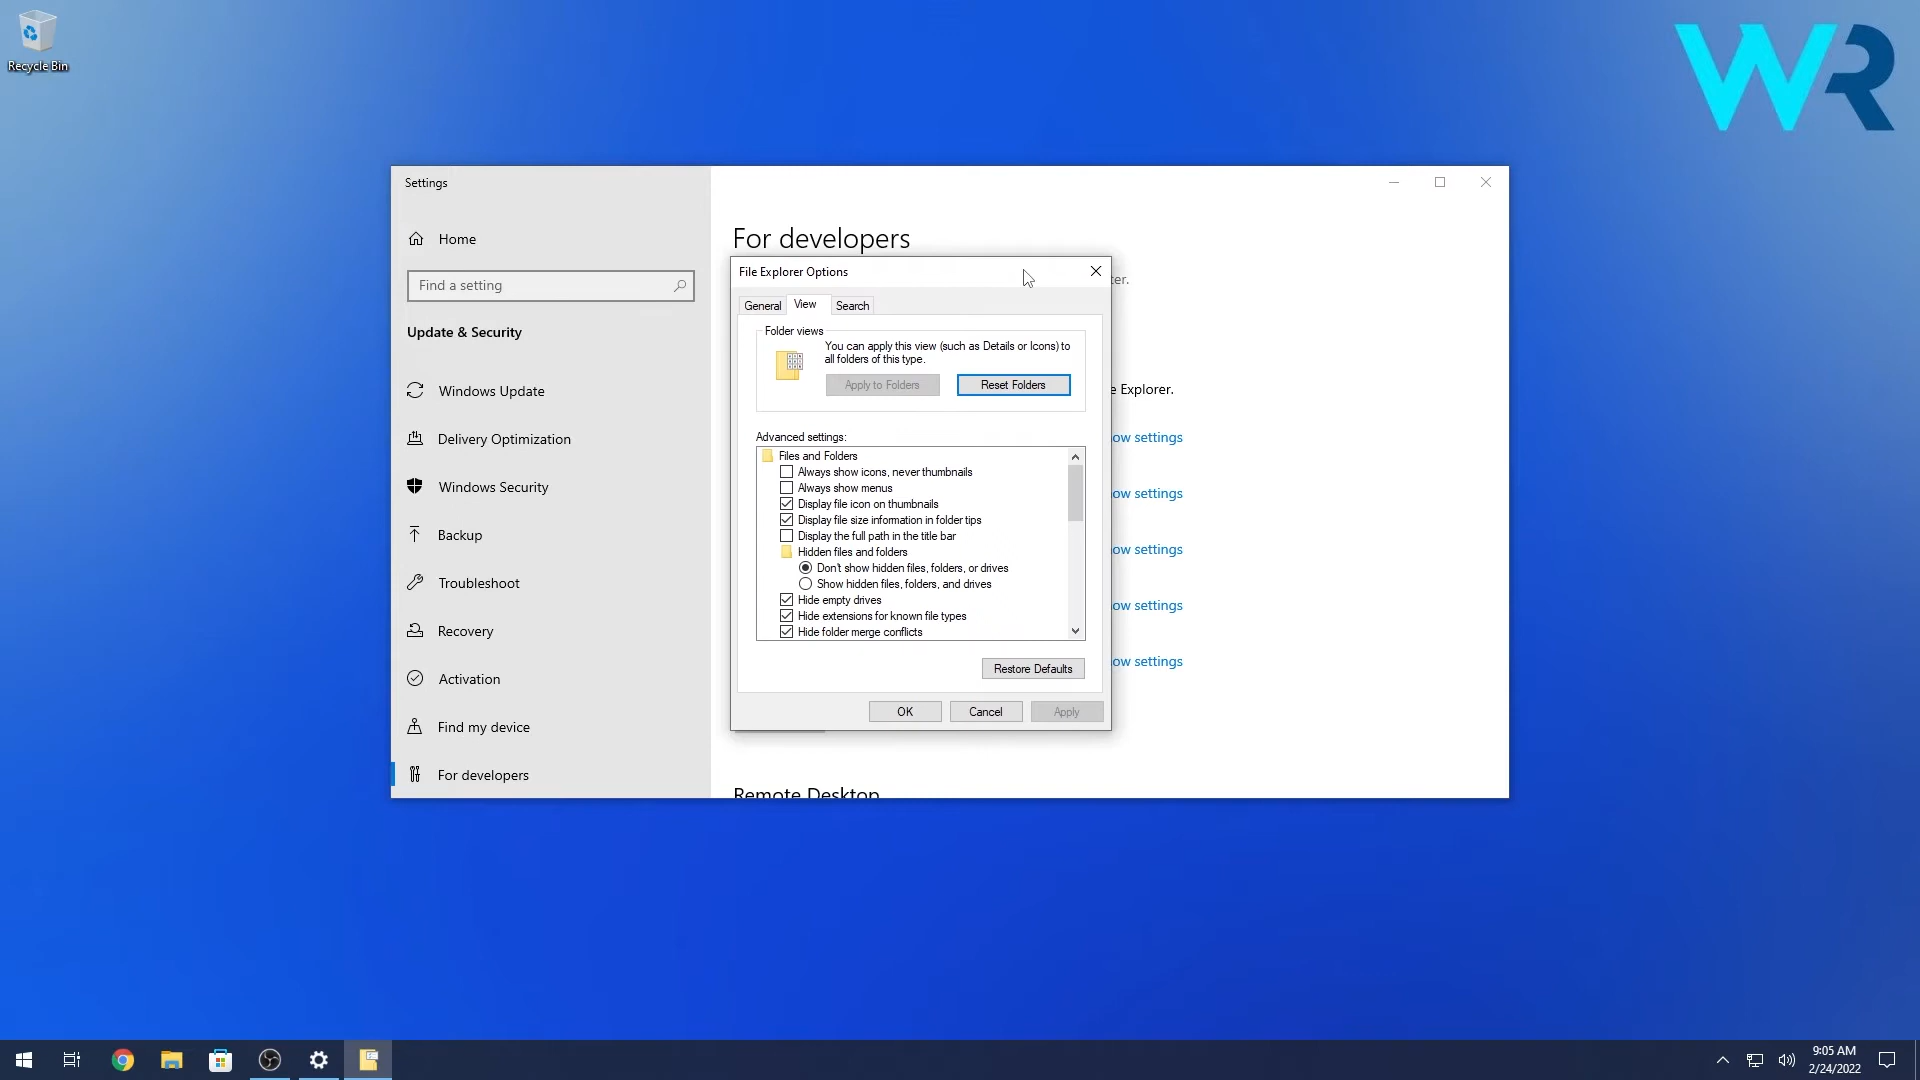 Recycle Bin
WR
Settings
Home
Find a setting
Update & Security
Windows Update
Delivery Optimization
Windows Security
Backup
Troubleshoot
Recovery
Activation
Find my device
For developers
For developers
ter.
e Explorer.
ow settings
ow settings
ow settings
ow settings
ow settings
Remote Desktop
File Explorer Options
General
View
Search
Folder views
You can apply this view (such as Details or Icons) to
all folders of this type.
Apply to Folders
Reset Folders
Advanced settings:
Files and Folders
Always show icons, never thumbnails
Always show menus
Display file icon on thumbnails
Display file size information in folder tips
Display the full path in the title bar
Hidden files and folders
Don't show hidden files, folders, or drives
Show hidden files, folders, and drives
Hide empty drives
Hide extensions for known file types
Hide folder merge conflicts
Restore Defaults
OK
Cancel
Apply
9:05 AM
2/24/2022